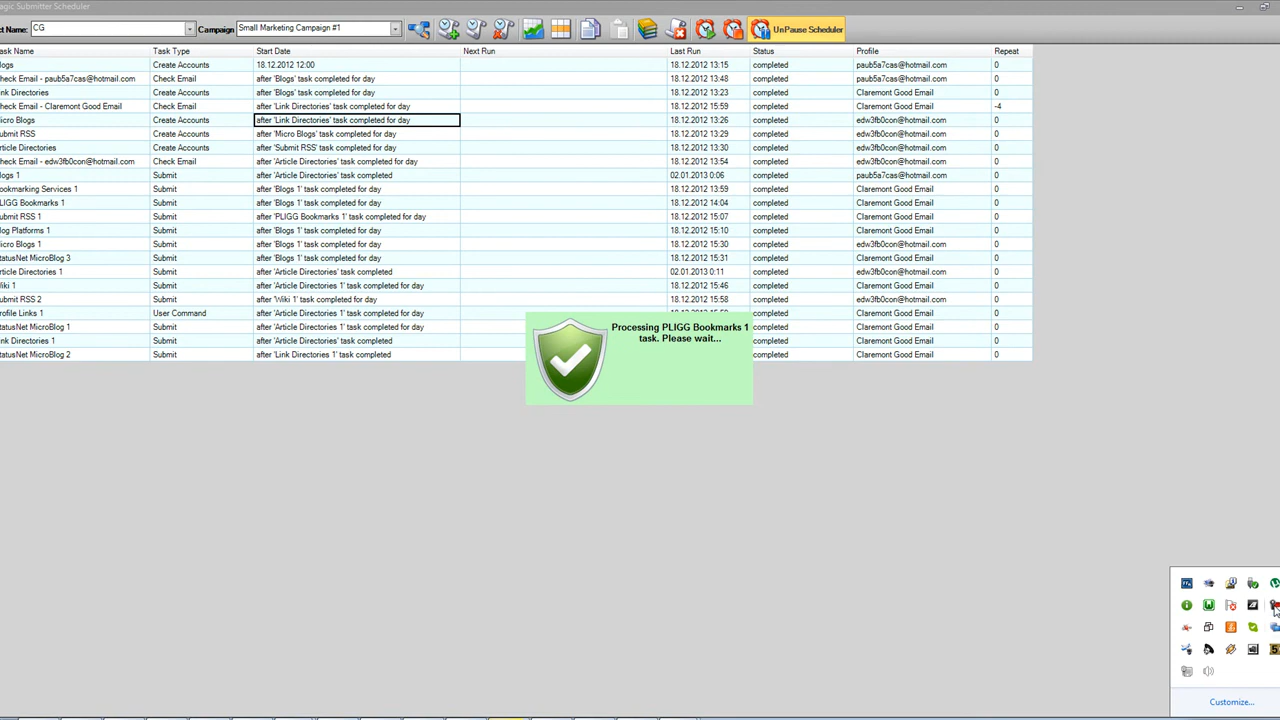 agic Submitter Scheduler
ct Name: CG Campaign Small Marketing Campaign #1 UnPause Scheduler
ask Name Task Type Start Date Next Run Last Run Status Profile Repeat
logs Create Accounts 18.12.2012 12:00 18.12.2012 13:15 completed paub5a7cas@hotmail.com 0
heck Email - paub5a7cas@hotmail.com Check Email after 'Blogs' task completed for day 18.12.2012 13:48 completed paub5a7cas@hotmail.com 0
ink Directories Create Accounts after 'Blogs' task completed for day 18.12.2012 13:23 completed Claremont Good Email 0
heck Email - Claremont Good Email Check Email after 'Link Directories' task completed for day 18.12.2012 15:59 completed Claremont Good Email -4
icro Blogs Create Accounts after 'Link Directories' task completed for day 18.12.2012 13:26 completed edw3fb0con@hotmail.com 0
ubmit RSS Create Accounts after 'Micro Blogs' task completed for day 18.12.2012 13:29 completed edw3fb0con@hotmail.com 0
rticle Directories Create Accounts after 'Submit RSS' task completed for day 18.12.2012 13:30 completed edw3fb0con@hotmail.com 0
heck Email - edw3fb0con@hotmail.com Check Email after 'Article Directories' task completed for day 18.12.2012 13:54 completed edw3fb0con@hotmail.com 0
logs 1 Submit after 'Article Directories' task completed 02.01.2013 0:06 completed paub5a7cas@hotmail.com 0
ookmarking Services 1 Submit after 'Blogs 1' task completed for day 18.12.2012 13:59 completed Claremont Good Email 0
LIGG Bookmarks 1 Submit after 'Blogs 1' task completed for day 18.12.2012 14:04 completed Claremont Good Email 0
ubmit RSS 1 Submit after 'PLIGG Bookmarks 1' task completed for day 18.12.2012 15:07 completed Claremont Good Email 0
log Platforms 1 Submit after 'Blogs 1' task completed for day 18.12.2012 15:10 completed Claremont Good Email 0
icro Blogs 1 Submit after 'Blogs 1' task completed for day 18.12.2012 15:30 completed edw3fb0con@hotmail.com 0
tatusNet MicroBlog 3 Submit after 'Blogs 1' task completed for day 18.12.2012 15:31 completed Claremont Good Email 0
rticle Directories 1 Submit after 'Article Directories' task completed 02.01.2013 0:11 completed edw3fb0con@hotmail.com 0
iki 1 Submit after 'Article Directories 1' task completed for day 18.12.2012 15:46 completed Claremont Good Email 0
ubmit RSS 2 Submit after 'Wiki 1' task completed for day 18.12.2012 15:58 completed edw3fb0con@hotmail.com 0
rofile Links 1 User Command after 'Article Directories 1' task completed for day completed Claremont Good Email 0
tatusNet MicroBlog 1 Submit after 'Article Directories 1' task completed for day completed Claremont Good Email 0
ink Directories 1 Submit after 'Article Directories' task completed completed Claremont Good Email 0
tatusNet MicroBlog 2 Submit after 'Link Directories 1' task completed completed Claremont Good Email 0
Processing PLIGG Bookmarks 1
task. Please wait...
Customize...